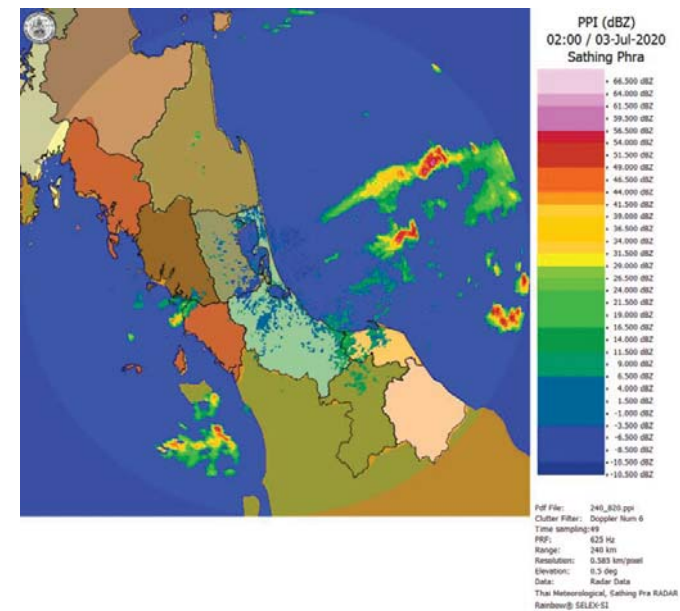 PPI (dBZ)
02:00 / 03-Jul-2020
Sathing Phra
66.500 dBZ
64.000 dBZ
61.500 dBZ
59.500 dBZ
56.500 dBZ
54.000 dBZ
51.500 dBZ
49.000 dBZ
46.500 dBZ
44.000 dBZ
41.500 dBZ
39.000 dBZ
36.500 dBZ
34.000 dBZ
31.500 dBZ
29.000 dBZ
26.500 dBZ
24.000 dBZ
21.500 dBZ
19.000 dBZ
16.500 dBZ
14.000 dBZ
11.500 dBZ
9.000 dBZ
6.500 dBZ
4.000 dBZ
1.500 dBZ
-1.000 dBZ
-3.500 dBZ
-6.500 dBZ
-8.500 dBZ
-10.500 dBZ
-10.500 dBZ
Pdf File: 240_820.ppi
Clutter Filter: Doppler Num 6
Time sampling:49
PRF: 625 Hz
Range: 240 km
Resolution: 0.585 km/pixel
Elevation: 0.5 deg
Data: Radar Data
Thai Meteorological, Sathing Pra RADAR
Rainbow® SELEX-SI